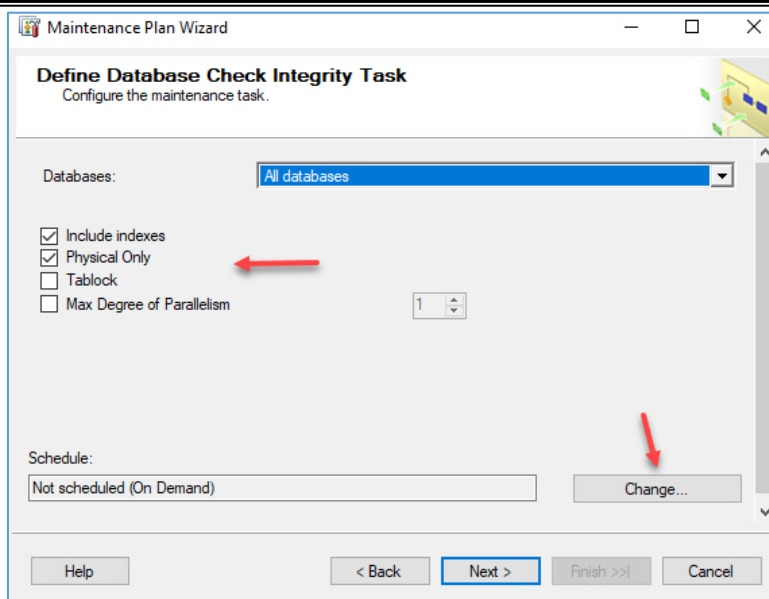 Maintenance Plan Wizard
Define Database Check Integrity Task
Configure the maintenance task.
Databases:
All databases
Include indexes
Physical Only
Tablock
Max Degree of Parallelism
1
Schedule:
Not scheduled (On Demand)
Change...
Help
< Back
Next >
Finish >>|
Cancel